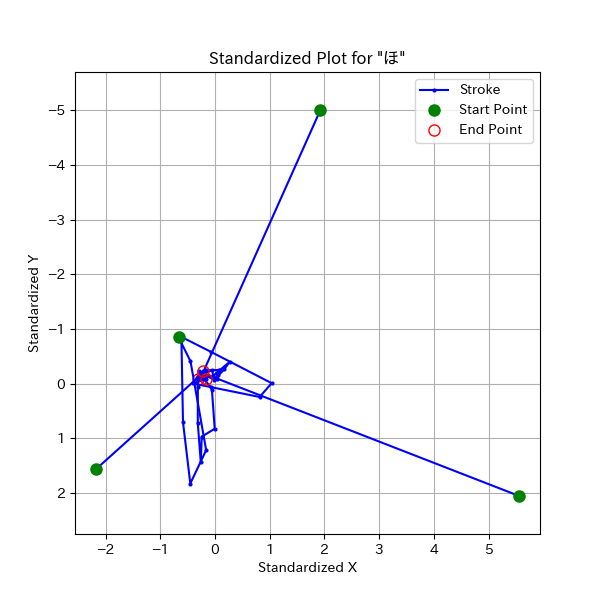 Standardized Plot for "ほ"
Stroke
Start Point
End Point
Standardized Y
−5
−4
−3
−2
−1
0
1
2
−2 −1 0 1 2 3 4 5
Standardized X